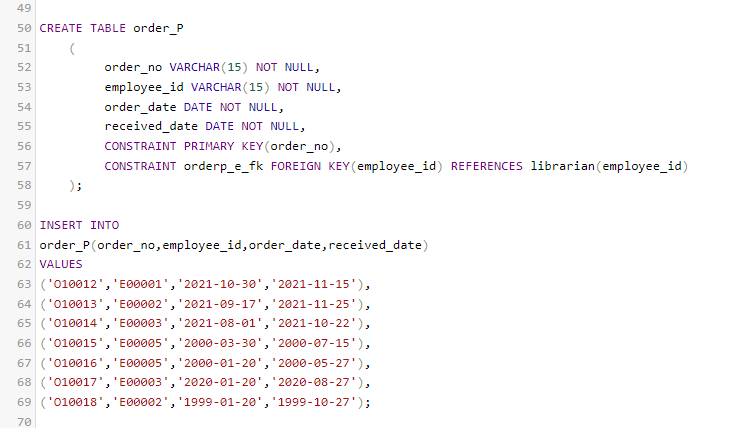 49
50 CREATE TABLE order_P
51 (
52 order_no VARCHAR(15) NOT NULL,
53 employee_id VARCHAR(15) NOT NULL,
54 order_date DATE NOT NULL,
55 received_date DATE NOT NULL,
56 CONSTRAINT PRIMARY KEY(order_no),
57 CONSTRAINT orderp_e_fk FOREIGN KEY(employee_id) REFERENCES librarian(employee_id)
58 );
59
60 INSERT INTO
61 order_P(order_no,employee_id,order_date,received_date)
62 VALUES
63 ('O10012','E00001','2021-10-30','2021-11-15'),
64 ('O10013','E00002','2021-09-17','2021-11-25'),
65 ('O10014','E00003','2021-08-01','2021-10-22'),
66 ('O10015','E00005','2000-03-30','2000-07-15'),
67 ('O10016','E00005','2000-01-20','2000-05-27'),
68 ('O10017','E00003','2020-01-20','2020-08-27'),
69 ('O10018','E00002','1999-01-20','1999-10-27');
70